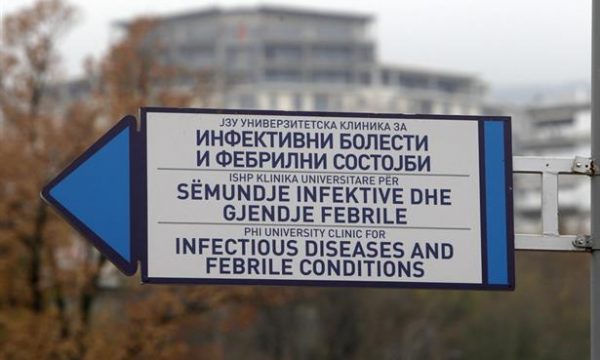 ЈЗУ УНИВЕРЗИТЕТСКА КЛИНИКА ЗА
ИНФЕКТИВНИ БОЛЕСТИ
И ФЕБРИЛНИ СОСТОЈБИ
ISHP KLINIKA UNIVERSITARE PËR
SËMUNDJE INFEKTIVE DHE
GJENDJE FEBRILE
PHI UNIVERSITY CLINIC FOR
INFECTIOUS DISEASES AND
FEBRILE CONDITIONS